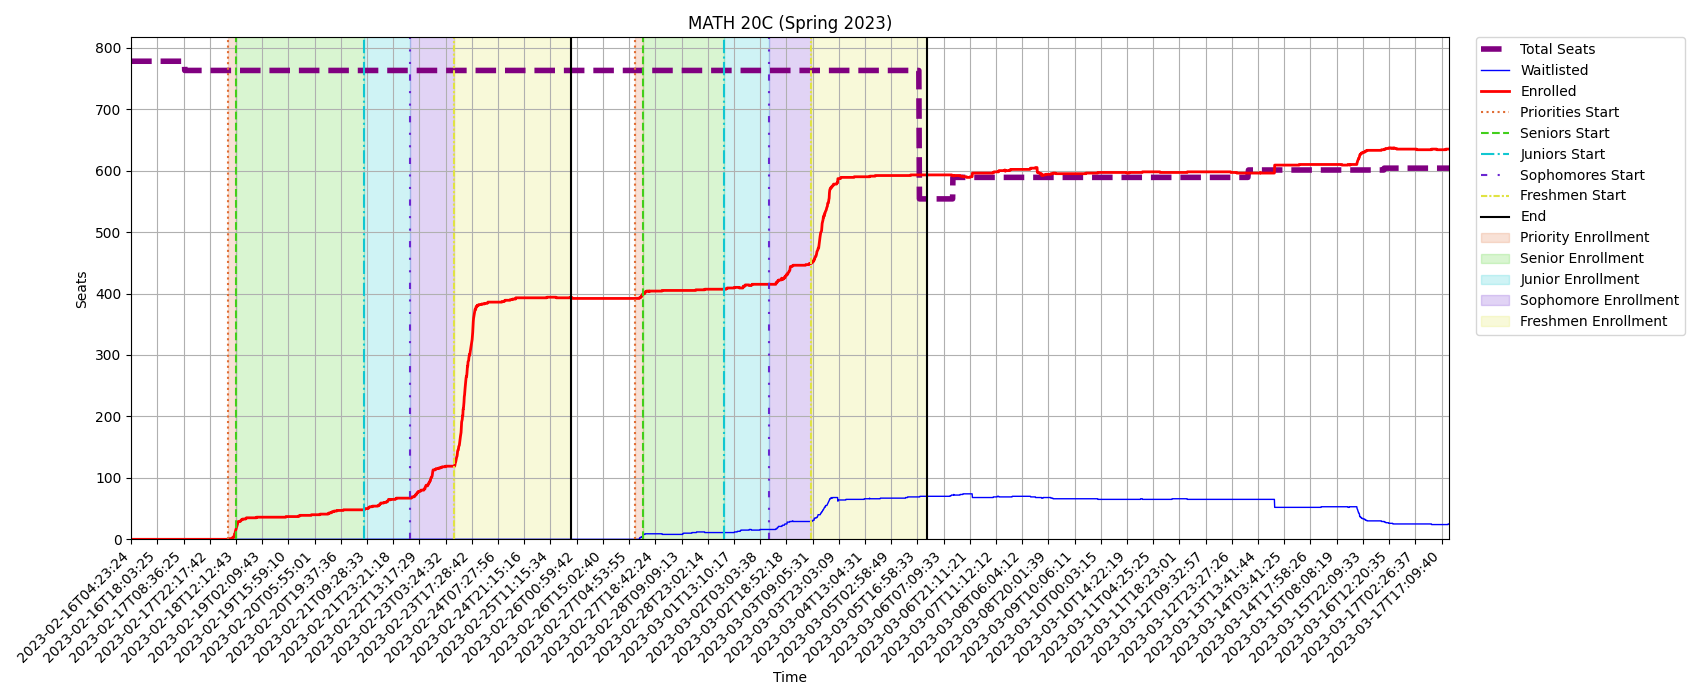 MATH 20C (Spring 2023)
800
700
600
500
400
300
200
100
0
Seats
2023-02-16T04:23:24
2023-02-16T18:03:25
2023-02-17T08:36:25
2023-02-17T22:17:42
2023-02-18T12:12:43
2023-02-19T02:09:43
2023-02-19T15:59:10
2023-02-20T05:55:01
2023-02-20T19:37:36
2023-02-21T09:28:33
2023-02-21T23:21:18
2023-02-22T13:17:29
2023-02-23T03:24:32
2023-02-23T17:28:42
2023-02-24T07:27:56
2023-02-24T21:15:16
2023-02-25T11:15:34
2023-02-26T00:59:42
2023-02-26T15:02:40
2023-02-27T04:53:55
2023-02-27T18:42:24
2023-02-28T09:09:13
2023-02-28T23:02:14
2023-03-01T13:10:17
2023-03-02T03:03:38
2023-03-02T18:52:18
2023-03-03T09:05:31
2023-03-03T23:03:09
2023-03-04T13:04:31
2023-03-05T02:58:49
2023-03-05T16:58:33
2023-03-06T07:09:33
2023-03-06T21:11:21
2023-03-07T11:12:12
2023-03-08T06:04:12
2023-03-08T20:01:39
2023-03-09T10:06:11
2023-03-10T00:03:15
2023-03-10T14:22:19
2023-03-11T04:25:25
2023-03-11T18:23:01
2023-03-12T09:32:57
2023-03-12T23:27:26
2023-03-13T13:41:44
2023-03-14T03:41:25
2023-03-14T17:58:26
2023-03-15T08:08:19
2023-03-15T22:09:33
2023-03-16T12:20:35
2023-03-17T02:26:37
2023-03-17T17:09:40
Time
Total Seats
Waitlisted
Enrolled
Priorities Start
Seniors Start
Juniors Start
Sophomores Start
Freshmen Start
End
Priority Enrollment
Senior Enrollment
Junior Enrollment
Sophomore Enrollment
Freshmen Enrollment